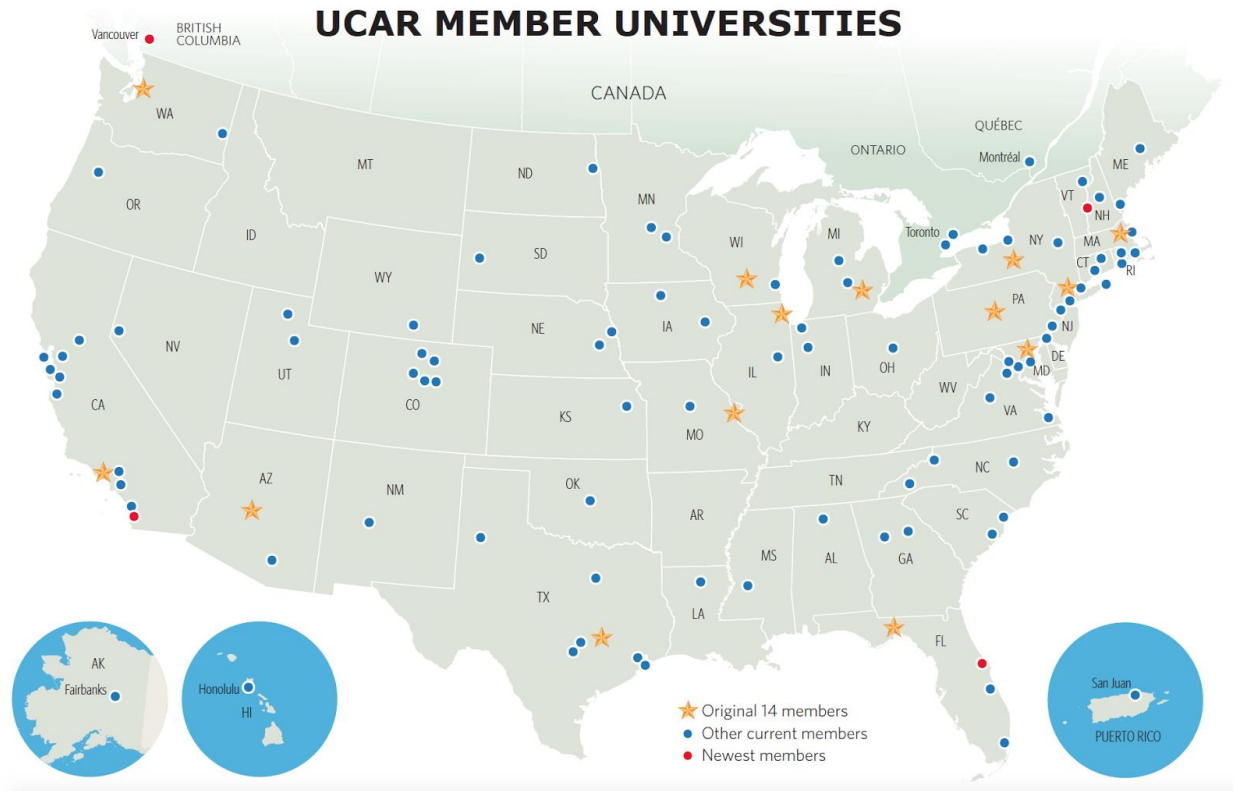 UCAR MEMBER UNIVERSITIES
Vancouver
BRITISH
COLUMBIA
CANADA
QUÉBEC
ONTARIO
Montréal
Toronto
WA
MT
ND
MN
ME
VT
NH
OR
ID
SD
WI
MI
NY
MA
CT
RI
WY
NE
IA
PA
NJ
NV
UT
CO
IL
IN
OH
DE
MD
WV
VA
CA
KS
MO
KY
AZ
NM
OK
AR
TN
NC
SC
MS
AL
GA
TX
LA
FL
AK
Fairbanks
Honolulu
HI
San Juan
PUERTO RICO
Original 14 members
Other current members
Newest members